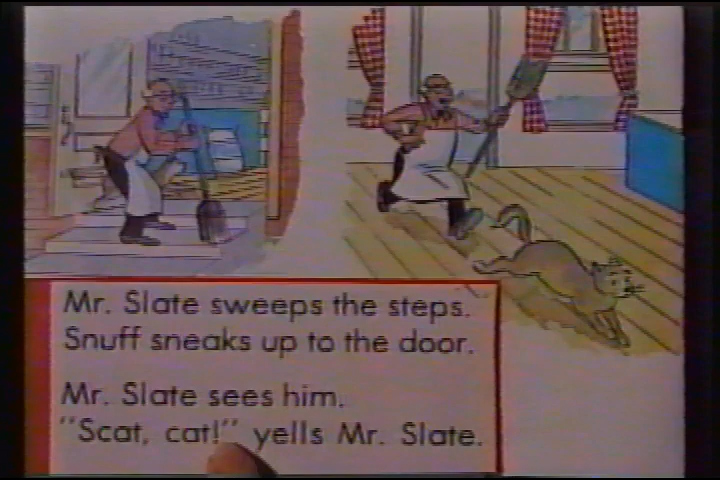 Mr. Slate sweeps the steps.
Snuff sneaks up to the door.
Mr. Slate sees him.
"Scat, cat!" yells Mr. Slate.